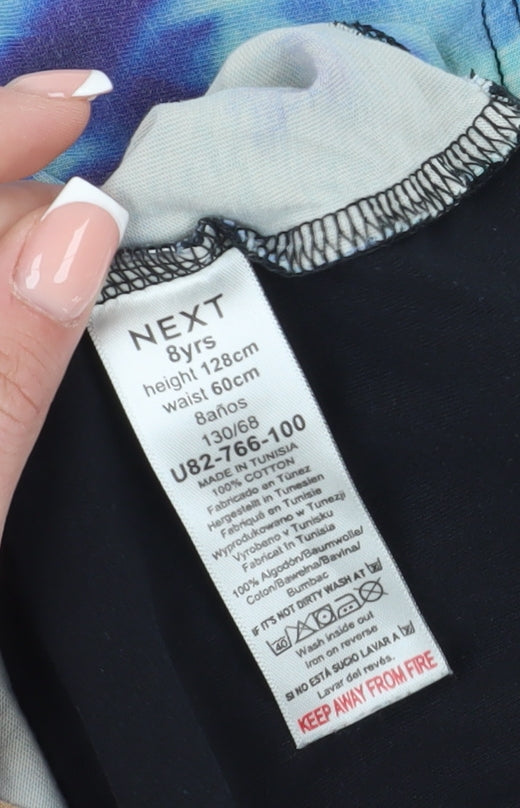 NEXT
8yrs
height 128cm
waist 60cm
8años
130/68
U82-766-100
MADE IN TUNISIA
100% COTTON
Fabricado en Túnez
Hergestellt in Tunesien
Fabriqué en Tunisie
Wyprodukowano w Tunezji
Vyrobeno v Tunisku
Fabricat în Tunisia
100% Algodón/Baumwolle/
Coton/Bawełna/Bavlna/
Bumbac
IF IT'S NOT DIRTY WASH AT
40
Wash inside out
Iron on reverse
SI NO ESTÁ SUCIO LAVAR A
Lavar del revés.
KEEP AWAY FROM FIRE